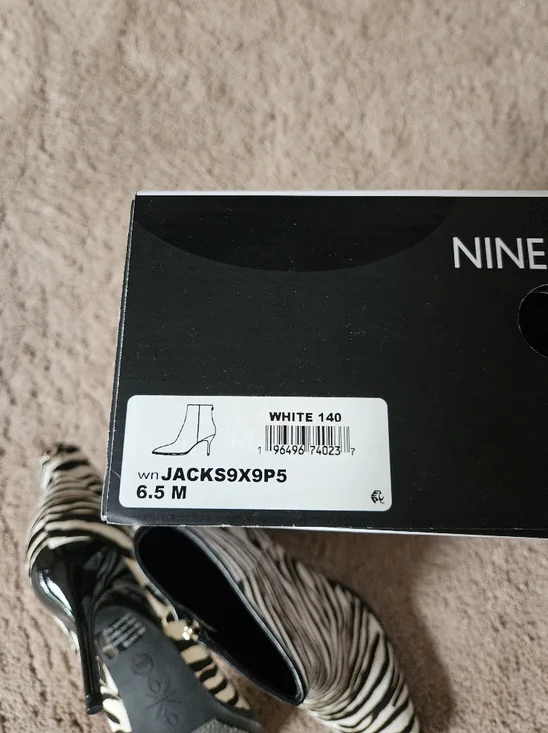 NINE
WHITE 140
1 96496 74023 7
wn JACKS9X9P5
6.5 M